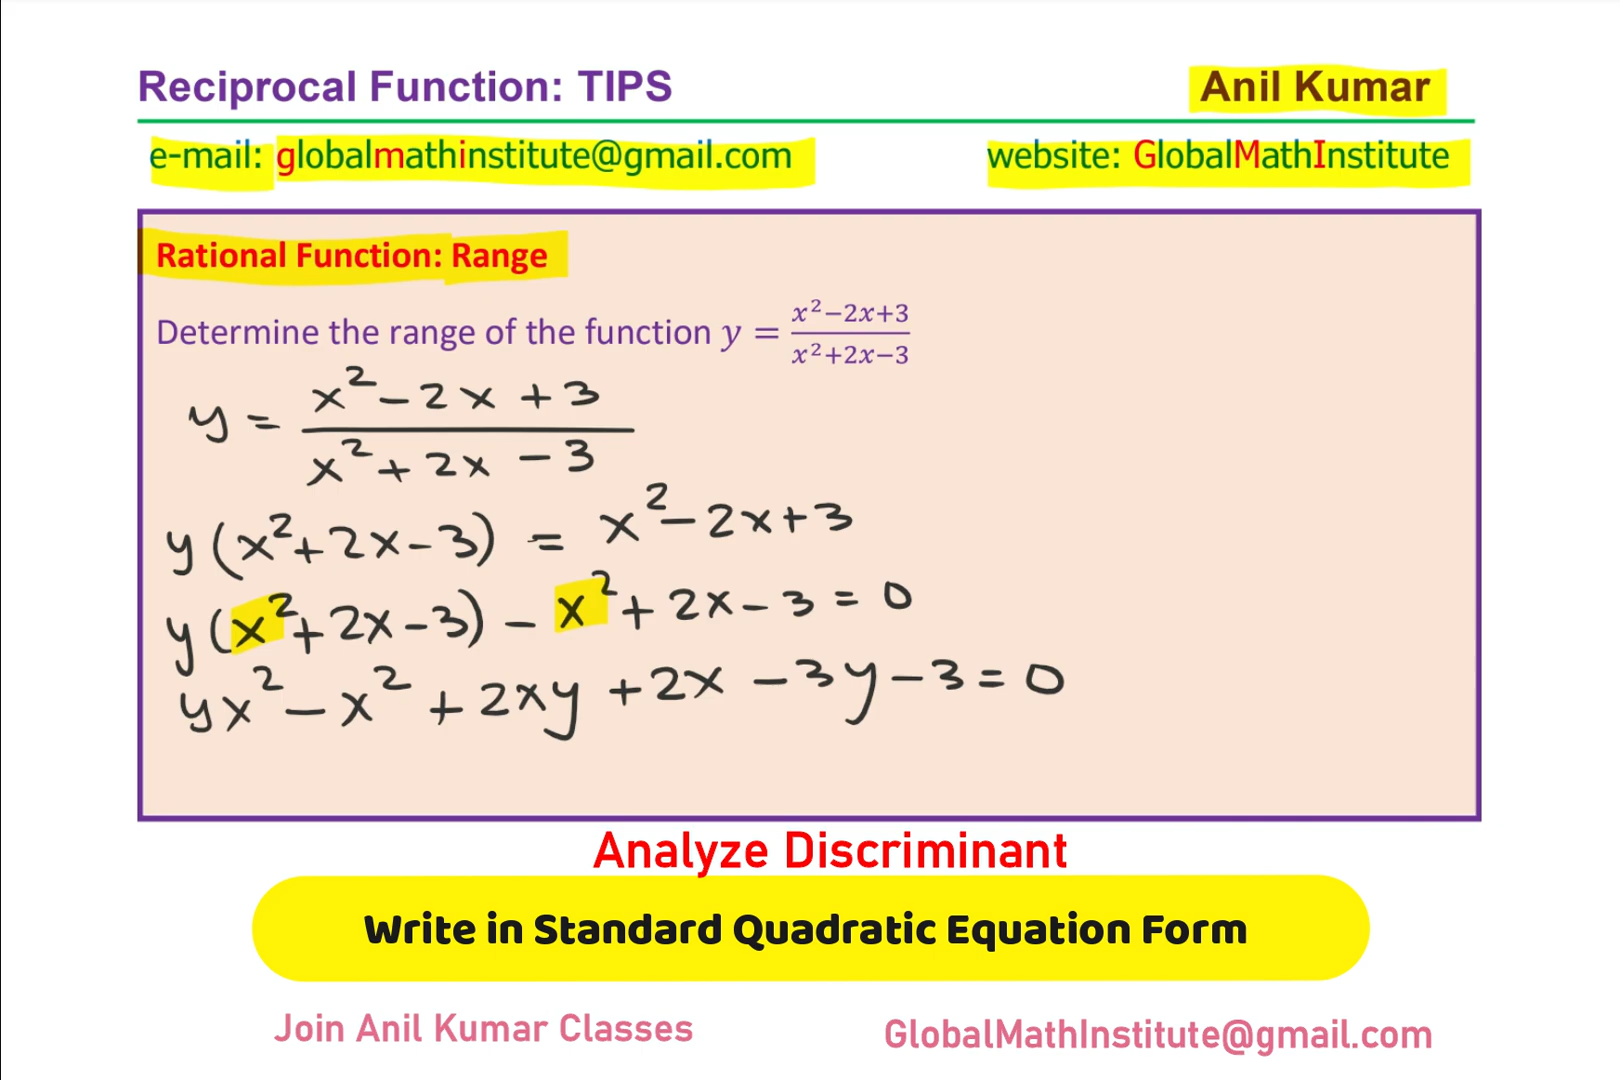 Reciprocal Function: TIPS
Anil Kumar
e-mail: globalmathinstitute@gmail.com
website: GlobalMathInstitute
Rational Function: Range
Determine the range of the function y = (x²−2x+3)/(x²+2x−3)
y = (x² − 2x + 3)/(x² + 2x − 3)
y(x²+2x−3) = x²−2x+3
y(x²+2x−3) − x²+2x−3 = 0
yx² − x² + 2xy + 2x − 3y − 3 = 0
Analyze Discriminant
Write in Standard Quadratic Equation Form
Join Anil Kumar Classes
GlobalMathInstitute@gmail.com